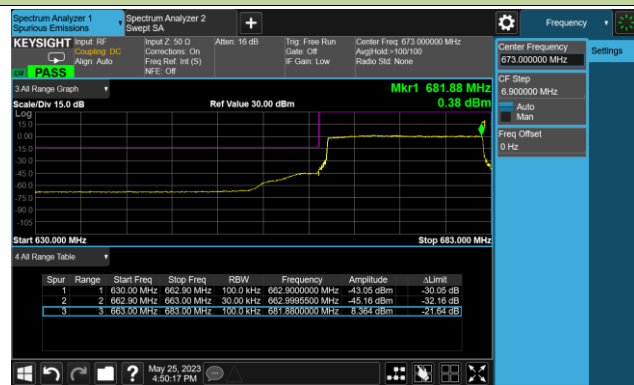 Spectrum Analyzer 1
Spurious Emissions
Spectrum Analyzer 2
Swept SA
Frequency
KEYSIGHT
Input: RF
Coupling: DC
Align: Auto
Input Z: 50 Ω
Corrections: On
Freq Ref: Int (S)
NFE: Off
Atten: 16 dB
Trig: Free Run
Gate: Off
IF Gain: Low
Center Freq: 673.000000 MHz
Avg|Hold:>100/100
Radio Std: None
PASS
Center Frequency
673.000000 MHz
Settings
CF Step
6.900000 MHz
Auto
Man
Freq Offset
0 Hz
3 All Range Graph
Mkr1 681.88 MHz
Scale/Div 15.0 dB
Ref Value 30.00 dBm
0.38 dBm
Log
15.0
0.00
-15.0
-30.0
-45.0
-60.0
-75.0
-90.0
-105
Start 630.000 MHz
Stop 683.000 MHz
4 All Range Table
Spur Range Start Freq Stop Freq RBW Frequency Amplitude ΔLimit
1 1 630.00 MHz 662.90 MHz 100.0 kHz 662.9000000 MHz -43.05 dBm -30.05 dB
2 2 662.90 MHz 663.00 MHz 30.00 kHz 662.9995500 MHz -45.16 dBm -32.16 dB
3 3 663.00 MHz 683.00 MHz 100.0 kHz 681.8800000 MHz 8.364 dBm -21.64 dB
?
May 25, 2023
4:50:17 PM